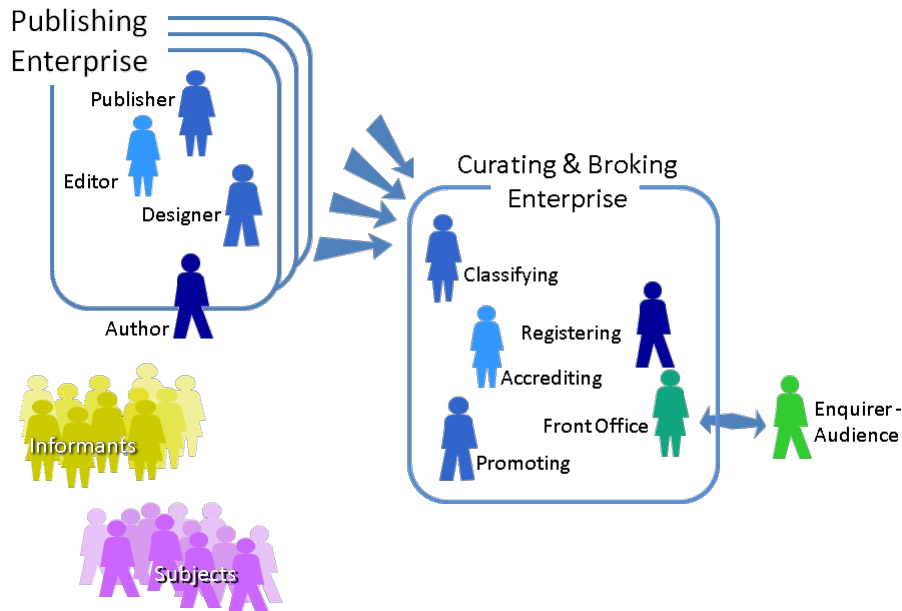 Publishing
Enterprise
Publisher
Editor
Designer
Author
Informants
Subjects
Curating & Broking
Enterprise
Classifying
Registering
Accrediting
Front Office
Promoting
Enquirer -
Audience